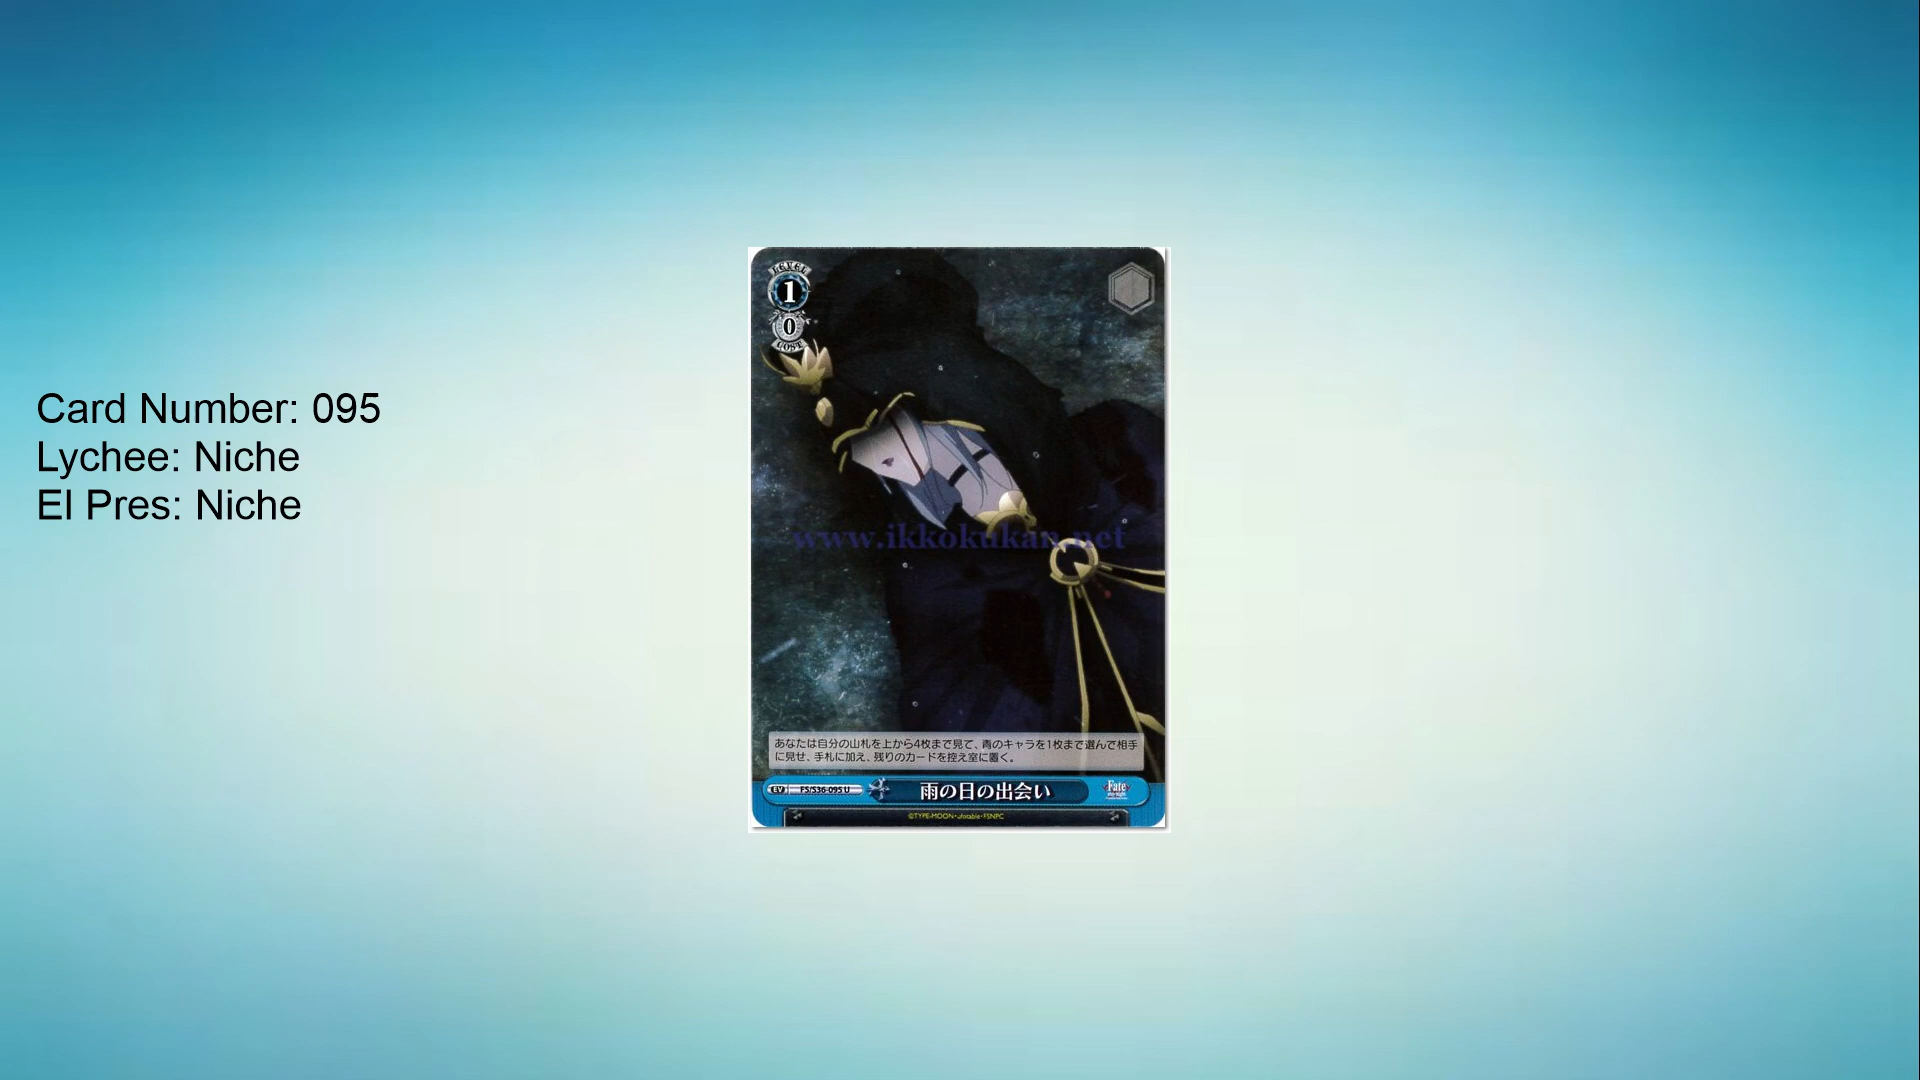 Card Number: 095
Lychee: Niche
El Pres: Niche
LEVEL
1
0
COST
www.ikkokukan.net
あなたは自分の山札を上から4枚まで見て、青のキャラを1枚まで選んで相手
に見せ、手札に加え、残りのカードを控え室に置く。
EV FS/S36-095 U 雨の日の出会い Fate
©TYPE-MOON・ufotable・FSNPC